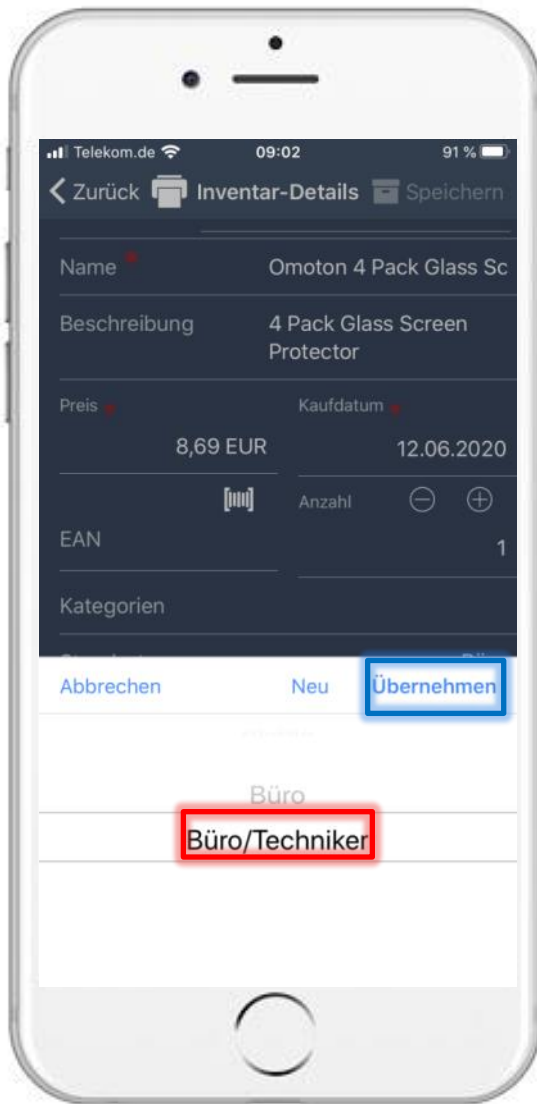 Telekom.de 09:02 91 %
Zurück Inventar-Details Speichern
Name * Omoton 4 Pack Glass Sc
Beschreibung 4 Pack Glass Screen
Protector
Preis * Kaufdatum *
8,69 EUR 12.06.2020
Anzahl
EAN 1
Kategorien
Abbrechen Neu Übernehmen
Büro
Büro/Techniker